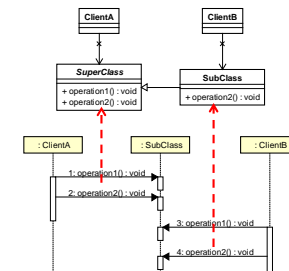 ClientA
ClientB
SuperClass
+ operation1() : void
+ operation2() : void
SubClass
+ operation2() : void
: ClientA
: SubClass
: ClientB
1: operation1() : void
2: operation2() : void
3: operation1() : void
4: operation2() : void